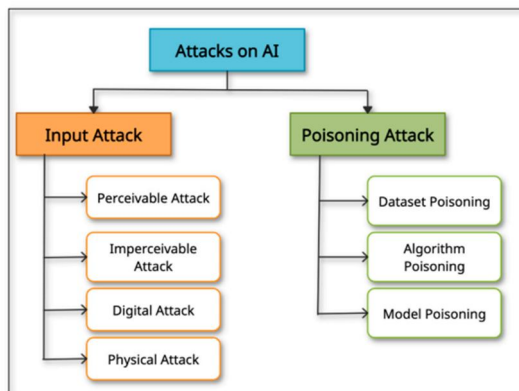 Attacks on AI
Input Attack
Perceivable Attack
Imperceivable
Attack
Digital Attack
Physical Attack
Poisoning Attack
Dataset Poisoning
Algorithm
Poisoning
Model Poisoning